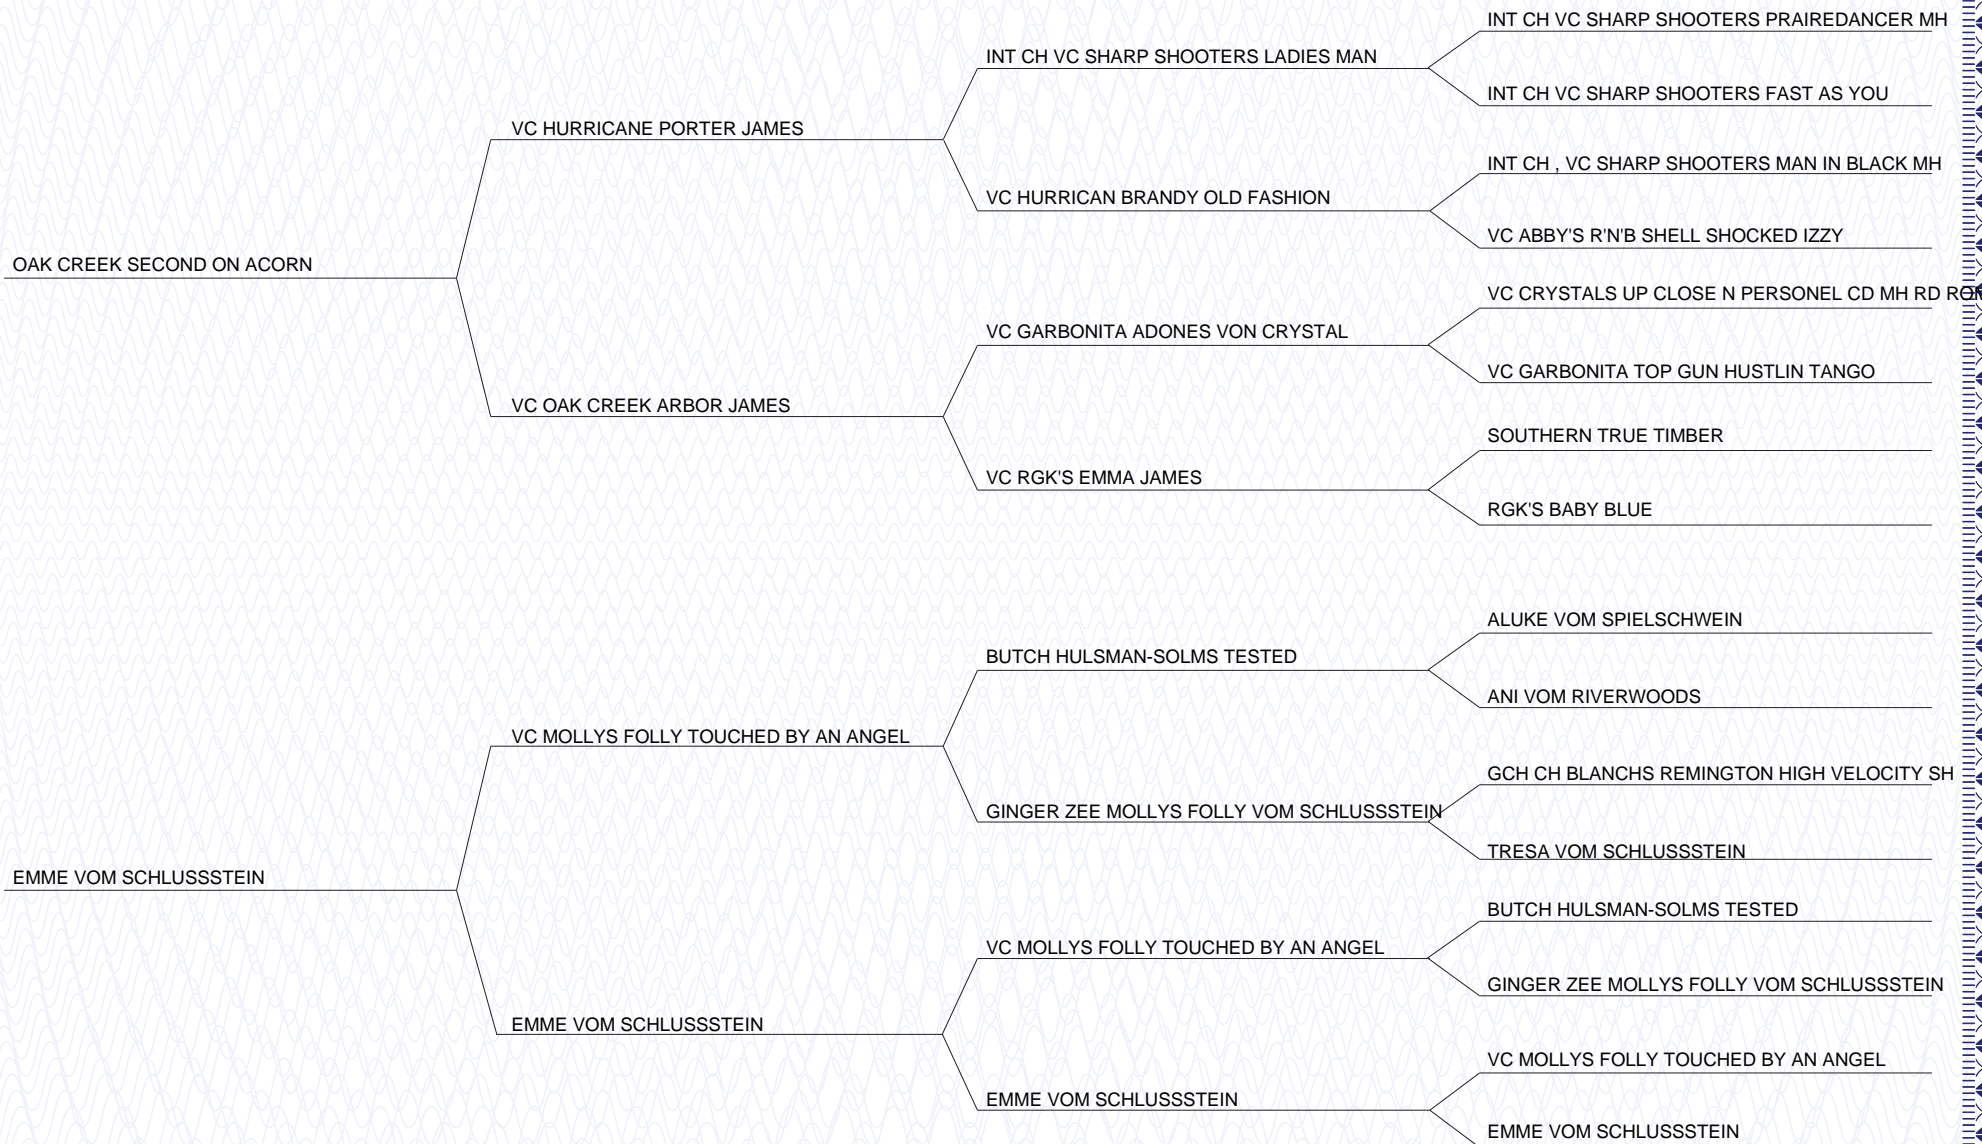 INT CH VC SHARP SHOOTERS PRAIREDANCER MH
INT CH VC SHARP SHOOTERS LADIES MAN
INT CH VC SHARP SHOOTERS FAST AS YOU
VC HURRICANE PORTER JAMES
INT CH , VC SHARP SHOOTERS MAN IN BLACK MH
VC HURRICAN BRANDY OLD FASHION
VC ABBY'S R'N'B SHELL SHOCKED IZZY
OAK CREEK SECOND ON ACORN
VC CRYSTALS UP CLOSE N PERSONEL CD MH RD
VC GARBONITA ADONES VON CRYSTAL
VC GARBONITA TOP GUN HUSTLIN TANGO
VC OAK CREEK ARBOR JAMES
SOUTHERN TRUE TIMBER
VC RGK'S EMMA JAMES
RGK'S BABY BLUE
ALUKE VOM SPIELSCHWEIN
BUTCH HULSMAN-SOLMS TESTED
ANI VOM RIVERWOODS
VC MOLLYS FOLLY TOUCHED BY AN ANGEL
GCH CH BLANCHS REMINGTON HIGH VELOCITY SH
GINGER ZEE MOLLYS FOLLY VOM SCHLUSSSTEIN
TRESA VOM SCHLUSSSTEIN
EMME VOM SCHLUSSSTEIN
BUTCH HULSMAN-SOLMS TESTED
VC MOLLYS FOLLY TOUCHED BY AN ANGEL
GINGER ZEE MOLLYS FOLLY VOM SCHLUSSSTEIN
EMME VOM SCHLUSSSTEIN
VC MOLLYS FOLLY TOUCHED BY AN ANGEL
EMME VOM SCHLUSSSTEIN
EMME VOM SCHLUSSSTEIN